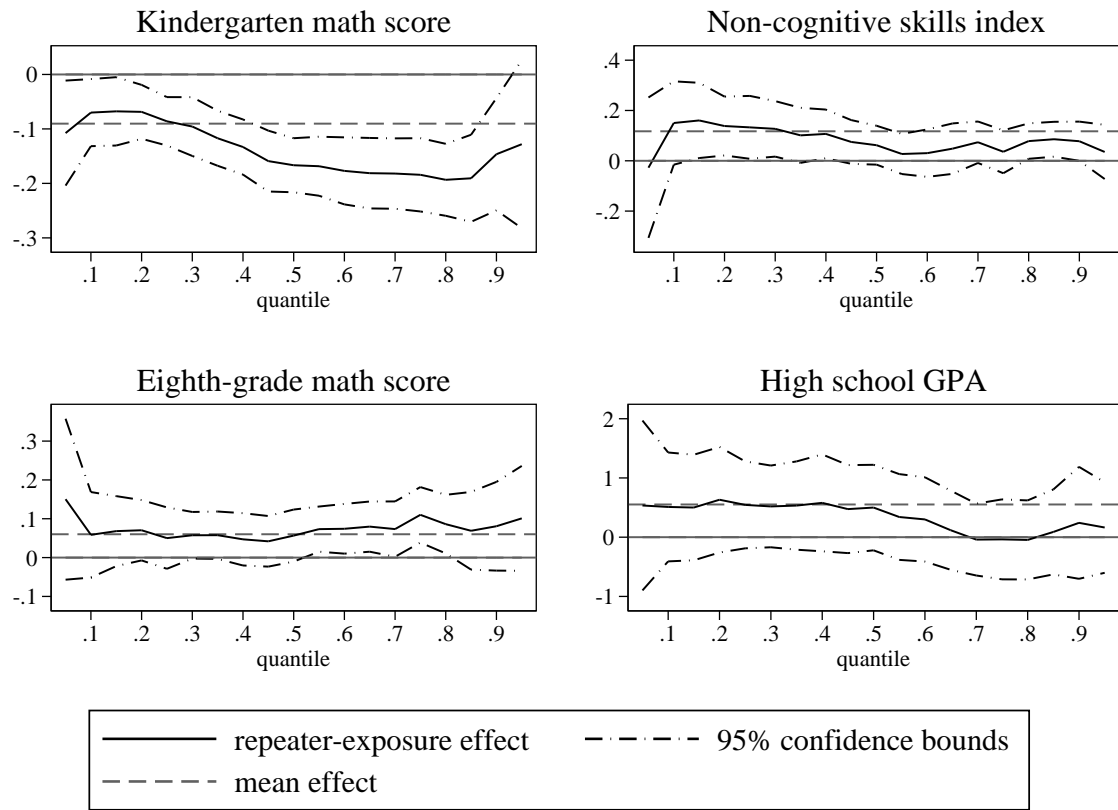 Kindergarten math score
0
-.1
-.2
-.3
.1 .2 .3 .4 .5 .6 .7 .8 .9
quantile
Non-cognitive skills index
.4
.2
0
-.2
.1 .2 .3 .4 .5 .6 .7 .8 .9
quantile
Eighth-grade math score
.3
.2
.1
0
-.1
.1 .2 .3 .4 .5 .6 .7 .8 .9
quantile
High school GPA
2
1
0
-1
.1 .2 .3 .4 .5 .6 .7 .8 .9
quantile
repeater-exposure effect
95% confidence bounds
mean effect